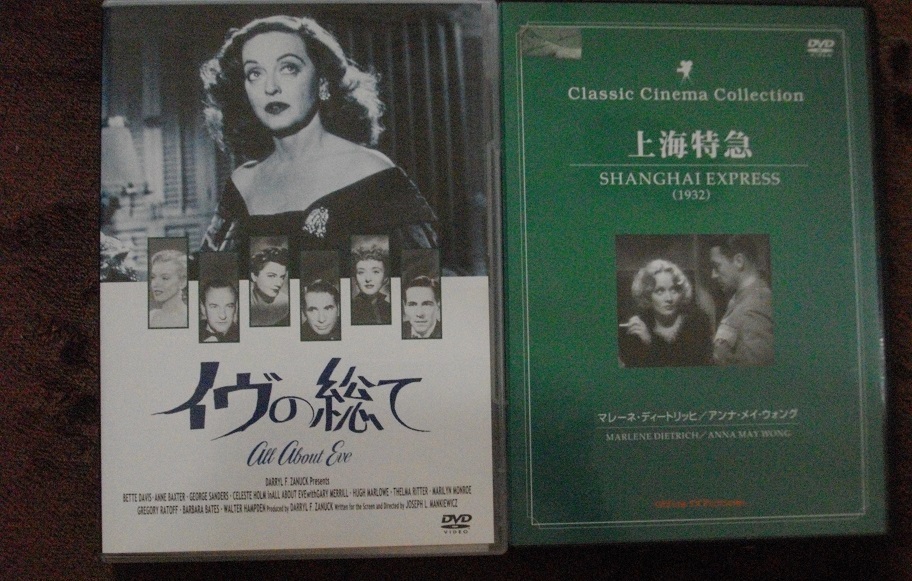 イヴの総て
All About Eve
DARRYL F. ZANUCK Presents
BETTE DAVIS · ANNE BAXTER · GEORGE SANDERS · CELESTE HOLM in ALL ABOUT EVE with GARY MERRILL · HUGH MARLOWE · THELMA RITTER · MARILYN MONROE
GREGORY RATOFF · BARBARA BATES · WALTER HAMPDEN Produced by DARRYL F. ZANUCK Written for the Screen and Directed by JOSEPH L. MANKIEWICZ
DVD
VIDEO
DVD
VIDEO
Classic Cinema Collection
上海特急
SHANGHAI EXPRESS
(1932)
マレーネ・ディートリッヒ／アンナ・メイ・ウォング
MARLENE DIETRICH／ANNA MAY WONG